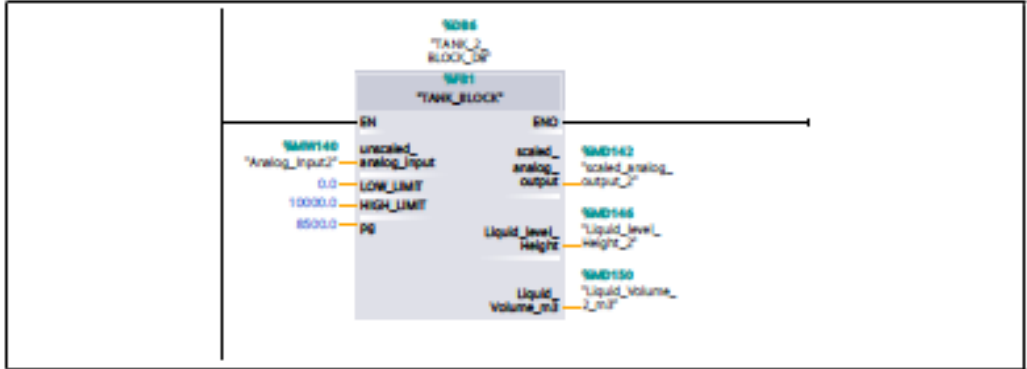 %DB6
"TANK_2_
BLOCK_DB"
%FB1
"TANK_BLOCK"
EN ENO
%MW140
"Analog_Input2"
unscaled_
analog_input
scaled_
analog_
output
%MD142
"scaled_analog_
output_2"
0.0 LOW_LIMIT
10000.0 HIGH_LIMIT
8500.0 PG
Liquid_level_
Height
%MD146
"Liquid_level_
Height_2"
Liquid_
Volume_m3
%MD150
"Liquid_Volume_
2_m3"